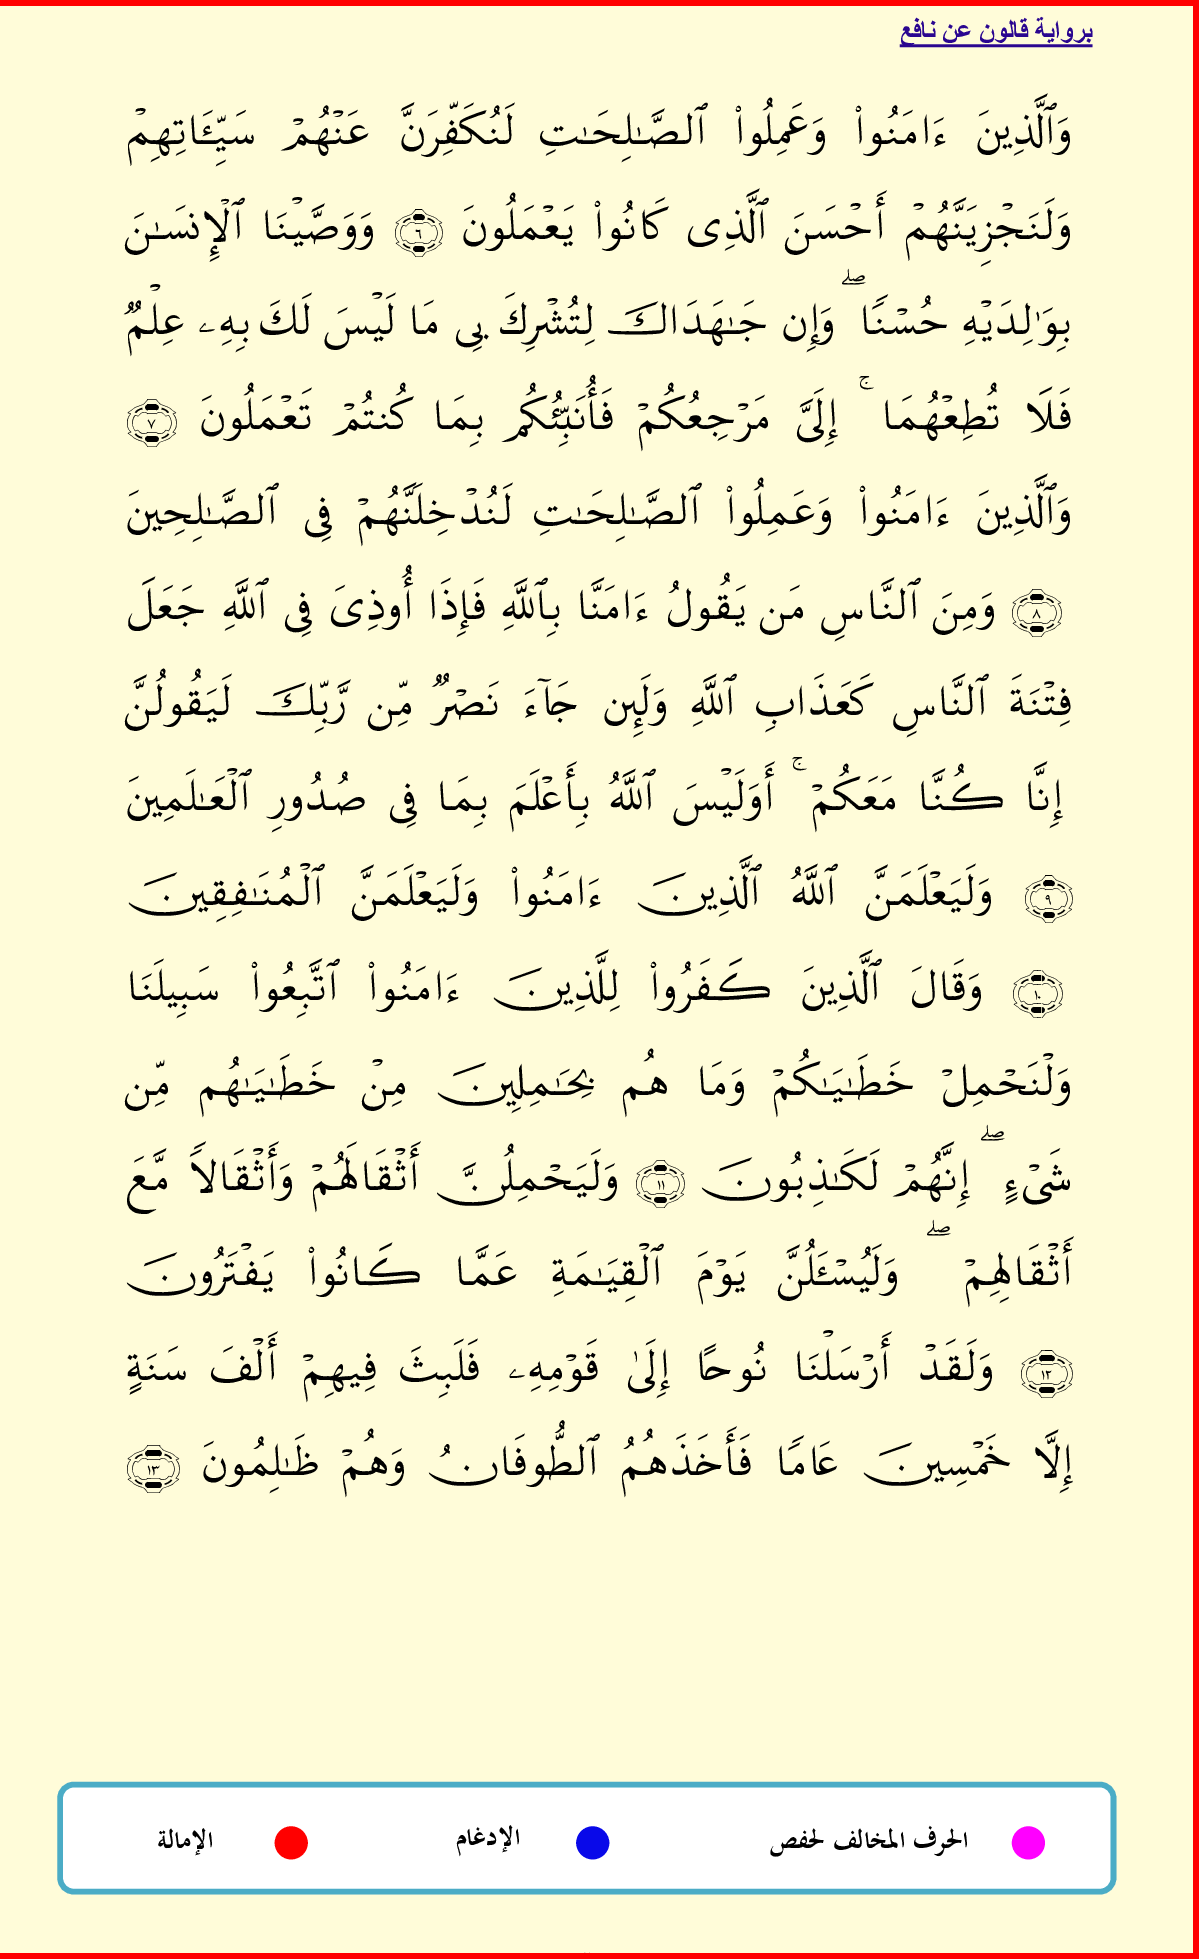 برواية قالون عن نافع
وَٱلَّذِينَ ءَامَنُوا۟ وَعَمِلُوا۟ ٱلصَّـٰلِحَـٰتِ لَنُكَفِّرَنَّ عَنْهُمْ سَيِّـَٔاتِهِمْ
وَلَنَجْزِيَنَّهُمْ أَحْسَنَ ٱلَّذِى كَانُوا۟ يَعْمَلُونَ ٦ وَوَصَّيْنَا ٱلْإِنسَـٰنَ
بِوَٰلِدَيْهِ حُسْنًا ۖ وَإِن جَـٰهَدَاكَ لِتُشْرِكَ بِى مَا لَيْسَ لَكَ بِهِۦ عِلْمٌ
فَلَا تُطِعْهُمَا ۚ إِلَىَّ مَرْجِعُكُمْ فَأُنَبِّئُكُم بِمَا كُنتُمْ تَعْمَلُونَ ٧
وَٱلَّذِينَ ءَامَنُوا۟ وَعَمِلُوا۟ ٱلصَّـٰلِحَـٰتِ لَنُدْخِلَنَّهُمْ فِى ٱلصَّـٰلِحِينَ
٨ وَمِنَ ٱلنَّاسِ مَن يَقُولُ ءَامَنَّا بِٱللَّهِ فَإِذَا أُوذِىَ فِى ٱللَّهِ جَعَلَ
فِتْنَةَ ٱلنَّاسِ كَعَذَابِ ٱللَّهِ وَلَئِن جَآءَ نَصْرٌ مِّن رَّبِّكَ لَيَقُولُنَّ
إِنَّا كُنَّا مَعَكُمْ ۚ أَوَلَيْسَ ٱللَّهُ بِأَعْلَمَ بِمَا فِى صُدُورِ ٱلْعَـٰلَمِينَ
٩ وَلَيَعْلَمَنَّ ٱللَّهُ ٱلَّذِينَ ءَامَنُوا۟ وَلَيَعْلَمَنَّ ٱلْمُنَـٰفِقِينَ
١٠ وَقَالَ ٱلَّذِينَ كَفَرُوا۟ لِلَّذِينَ ءَامَنُوا۟ ٱتَّبِعُوا۟ سَبِيلَنَا
وَلْنَحْمِلْ خَطَـٰيَـٰكُمْ وَمَا هُم بِحَـٰمِلِينَ مِنْ خَطَـٰيَـٰهُم مِّن
شَىْءٍ ۖ إِنَّهُمْ لَكَـٰذِبُونَ ١١ وَلَيَحْمِلُنَّ أَثْقَالَهُمْ وَأَثْقَالًا مَّعَ
أَثْقَالِهِمْ ۖ وَلَيُسْـَٔلُنَّ يَوْمَ ٱلْقِيَـٰمَةِ عَمَّا كَانُوا۟ يَفْتَرُونَ
١٢ وَلَقَدْ أَرْسَلْنَا نُوحًا إِلَىٰ قَوْمِهِۦ فَلَبِثَ فِيهِمْ أَلْفَ سَنَةٍ
إِلَّا خَمْسِينَ عَامًا فَأَخَذَهُمُ ٱلطُّوفَانُ وَهُمْ ظَـٰلِمُونَ ١٣
الحرف المخالف لحفص الإدغام الإمالة